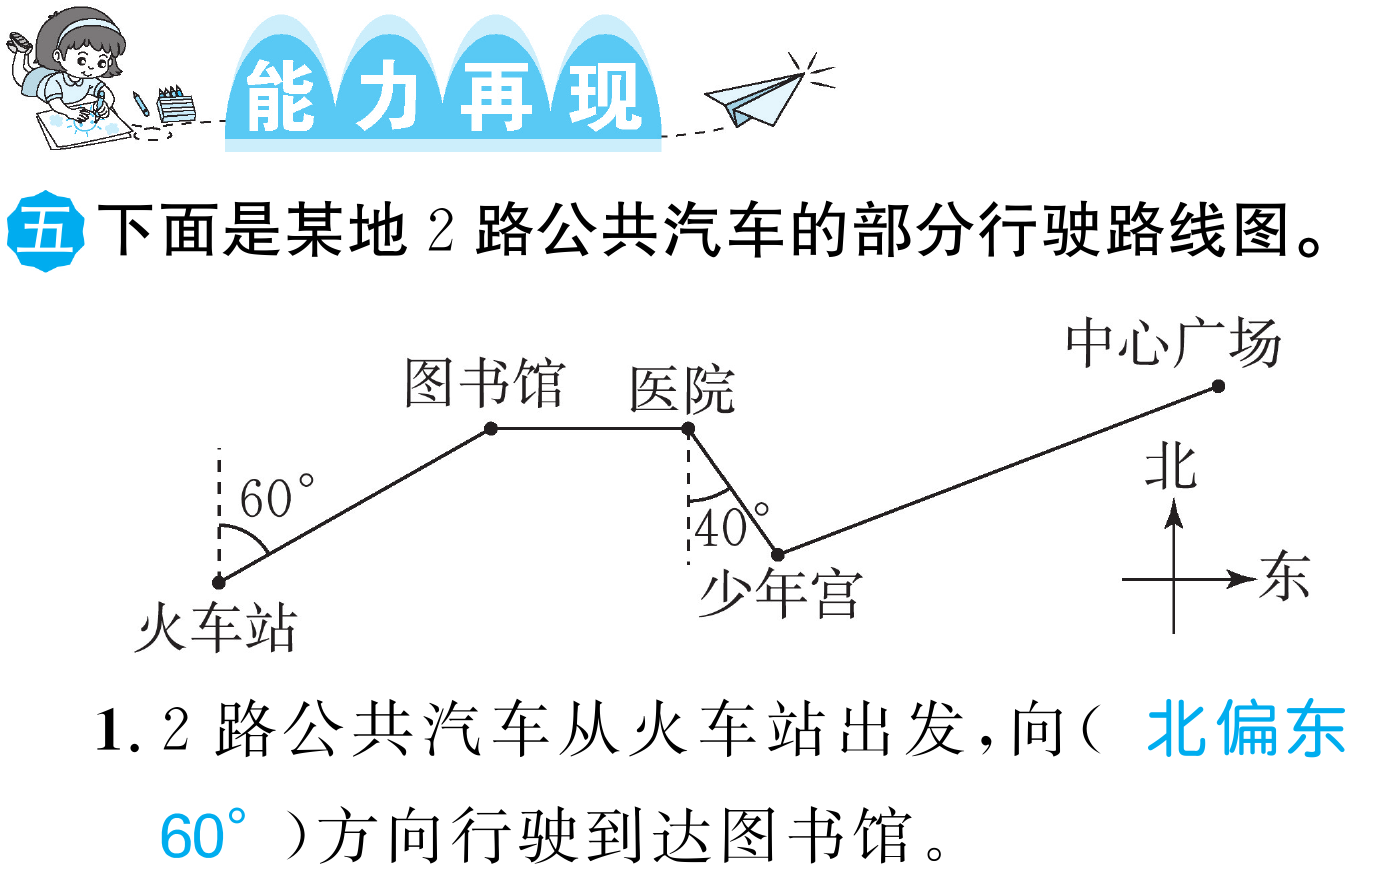 能力再现
五 下面是某地 2 路公共汽车的部分行驶路线图。
中心广场
图书馆 医院
北
60°
40°
东
少年宫
火车站
1. 2 路公共汽车从火车站出发,向( 北偏东
60° )方向行驶到达图书馆。